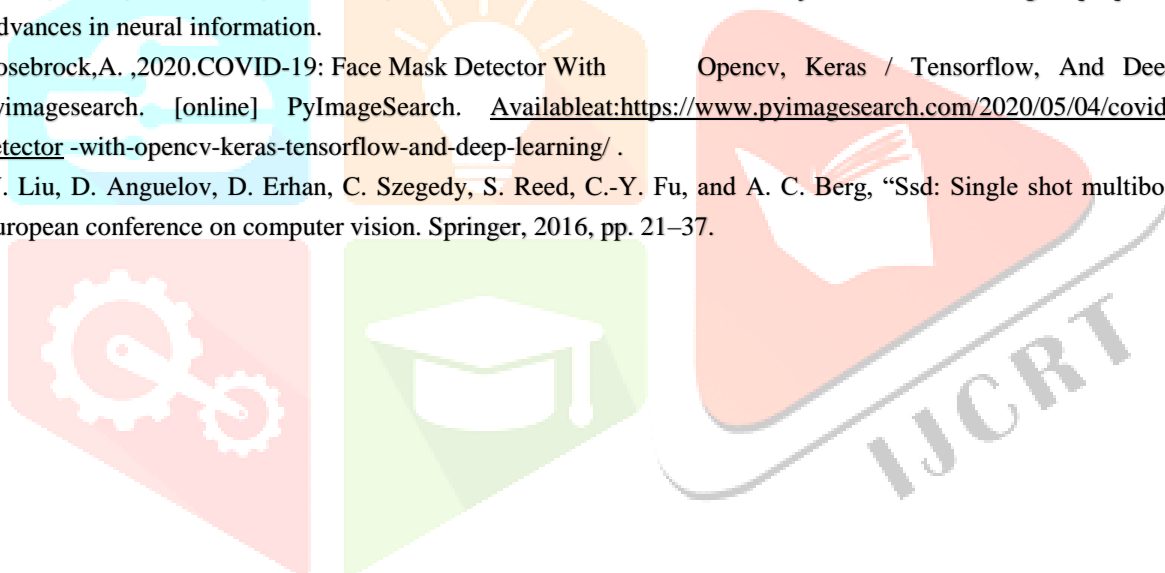 dvances in neural information.
osebrock,A. ,2020.COVID-19: Face Mask Detector With Opencv, Keras / Tensorflow, And Dee
yimagesearch. [online] PyImageSearch. Availableat:https://www.pyimagesearch.com/2020/05/04/covid
etector -with-opencv-keras-tensorflow-and-deep-learning/ .
. Liu, D. Anguelov, D. Erhan, C. Szegedy, S. Reed, C.-Y. Fu, and A. C. Berg, “Ssd: Single shot multibo
uropean conference on computer vision. Springer, 2016, pp. 21–37.
IJCRT